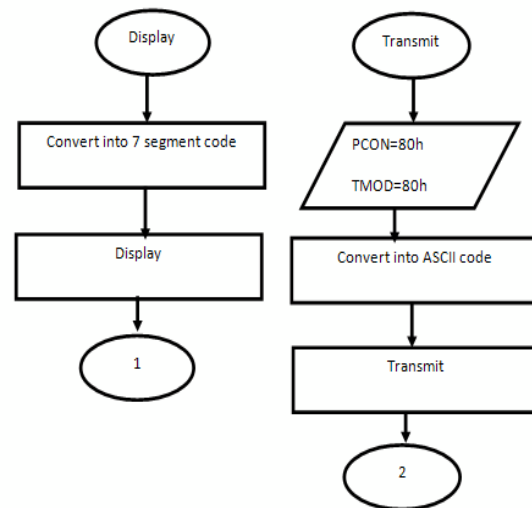 Display
Convert into 7 segment code
Display
1
Transmit
PCON=80h
TMOD=80h
Convert into ASCII code
Transmit
2